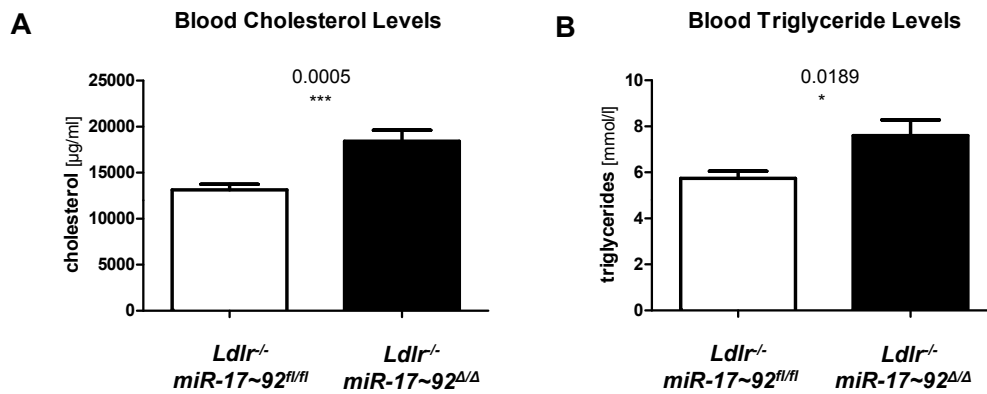 A
Blood Cholesterol Levels
0.0005
***
cholesterol [µg/ml]
25000
20000
15000
10000
5000
0
Ldlr-/-
miR-17~92fl/fl
Ldlr-/-
miR-17~92Δ/Δ
B
Blood Triglyceride Levels
0.0189
*
triglycerides [mmol/l]
10
8
6
4
2
0
Ldlr-/-
miR-17~92fl/fl
Ldlr-/-
miR-17~92Δ/Δ